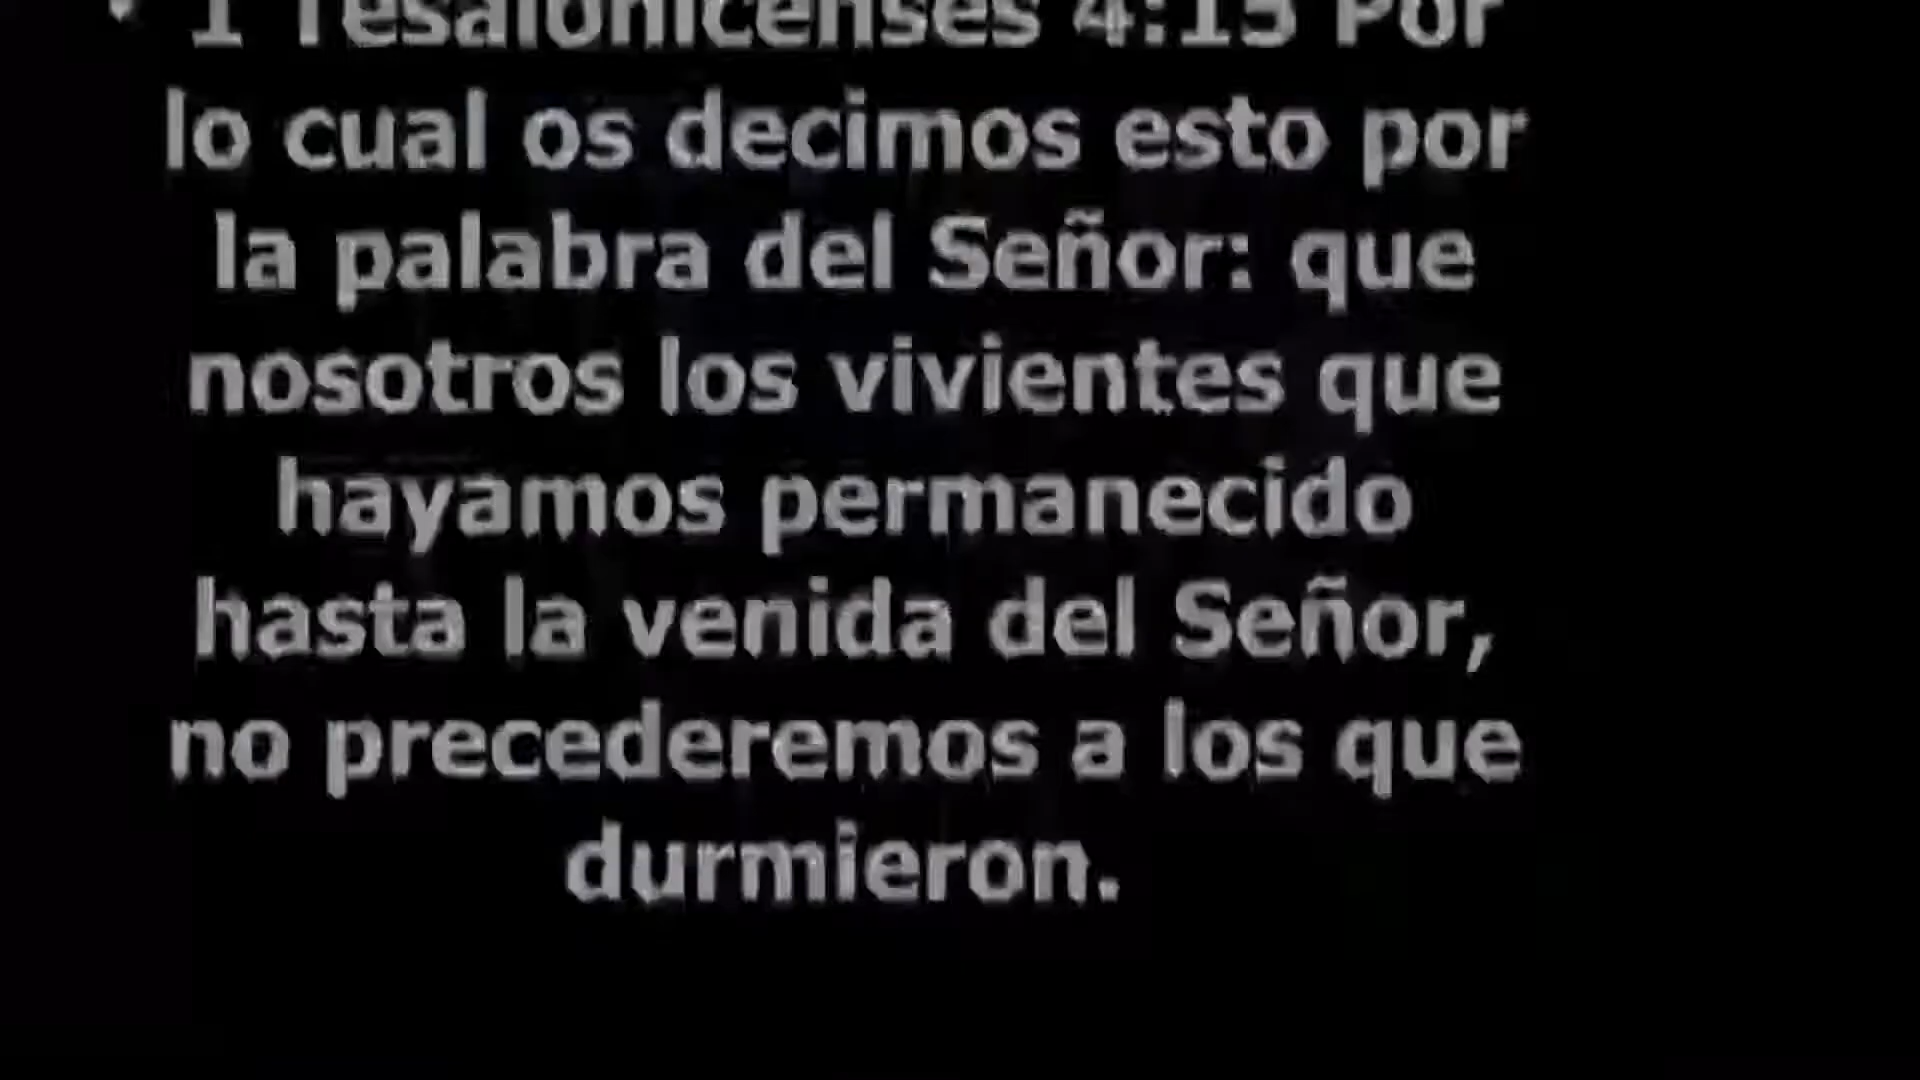 • 1 Tesalonicenses 4:15 Por
lo cual os decimos esto por
la palabra del Señor: que
nosotros los vivientes que
hayamos permanecido
hasta la venida del Señor,
no precederemos a los que
durmieron.